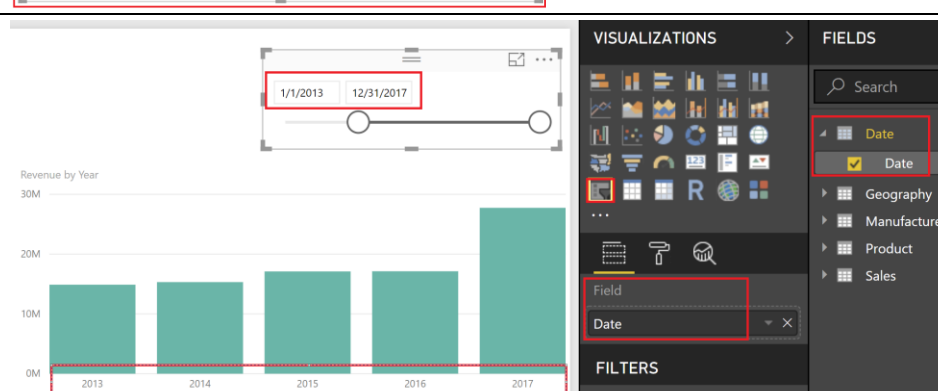 VISUALIZATIONS
FIELDS
1/1/2013 12/31/2017
Search
Date
Date
Revenue by Year
30M
20M
10M
0M
2013 2014 2015 2016 2017
123
R
Geography
Manufacture
Product
Sales
Field
Date
FILTERS